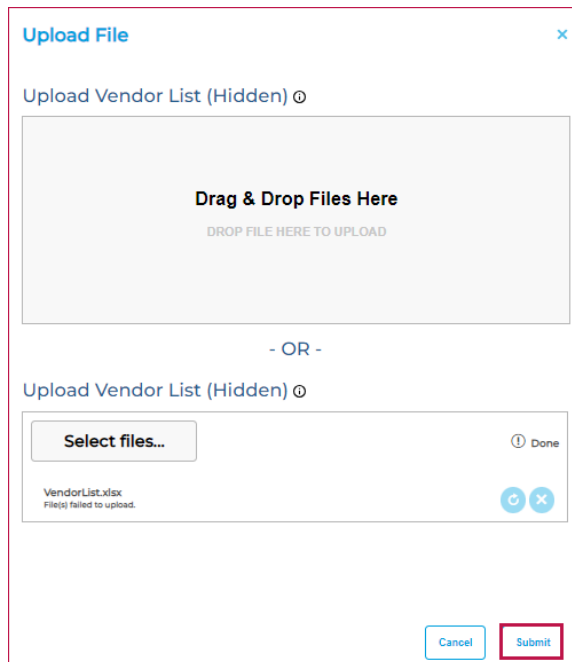 Upload File
Upload Vendor List (Hidden)
Drag & Drop Files Here
DROP FILE HERE TO UPLOAD
- OR -
Upload Vendor List (Hidden)
Select files...
Done
VendorList.xlsx
File(s) failed to upload.
Cancel
Submit